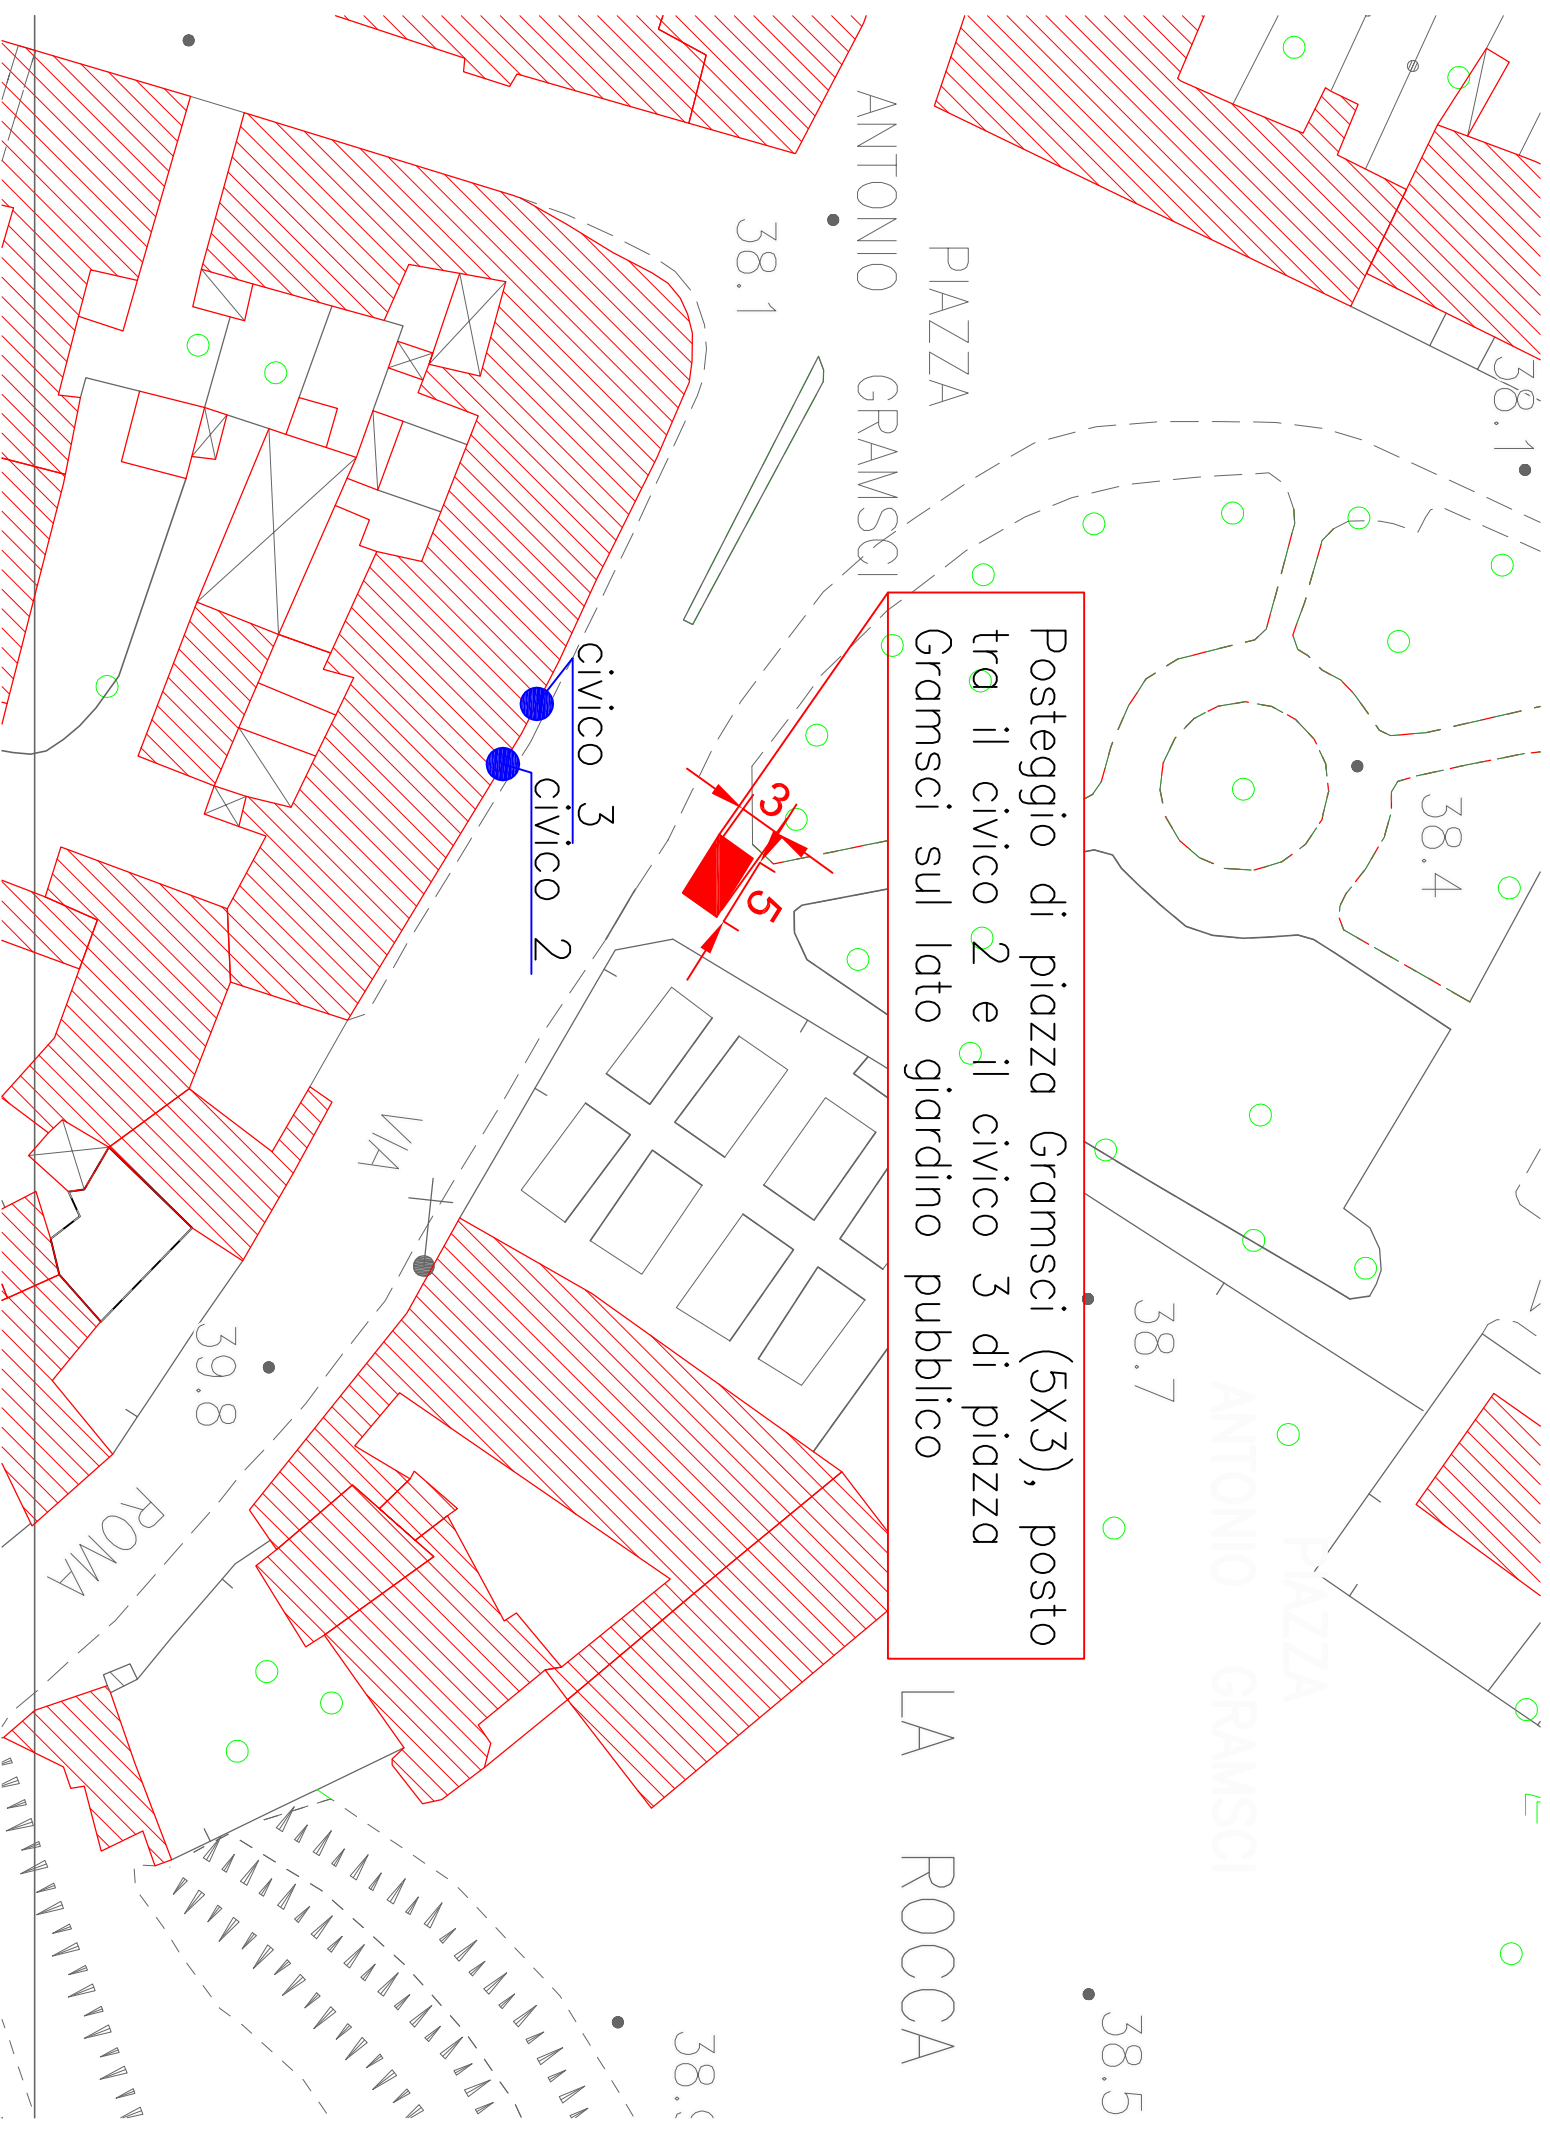 Posteggio di piazza Gramsci (5X3), posto
tra il civico 2 e il civico 3 di piazza
Gramsci sul lato giardino pubblico
civico 3
civico 2
3
5
PIAZZA
ANTONIO GRAMSCI
38.1
38.1
38.4
38.7
39.8
38.5
VIA
ROMA
LA ROCCA
PIAZZA
ANTONIO GRAMSCI